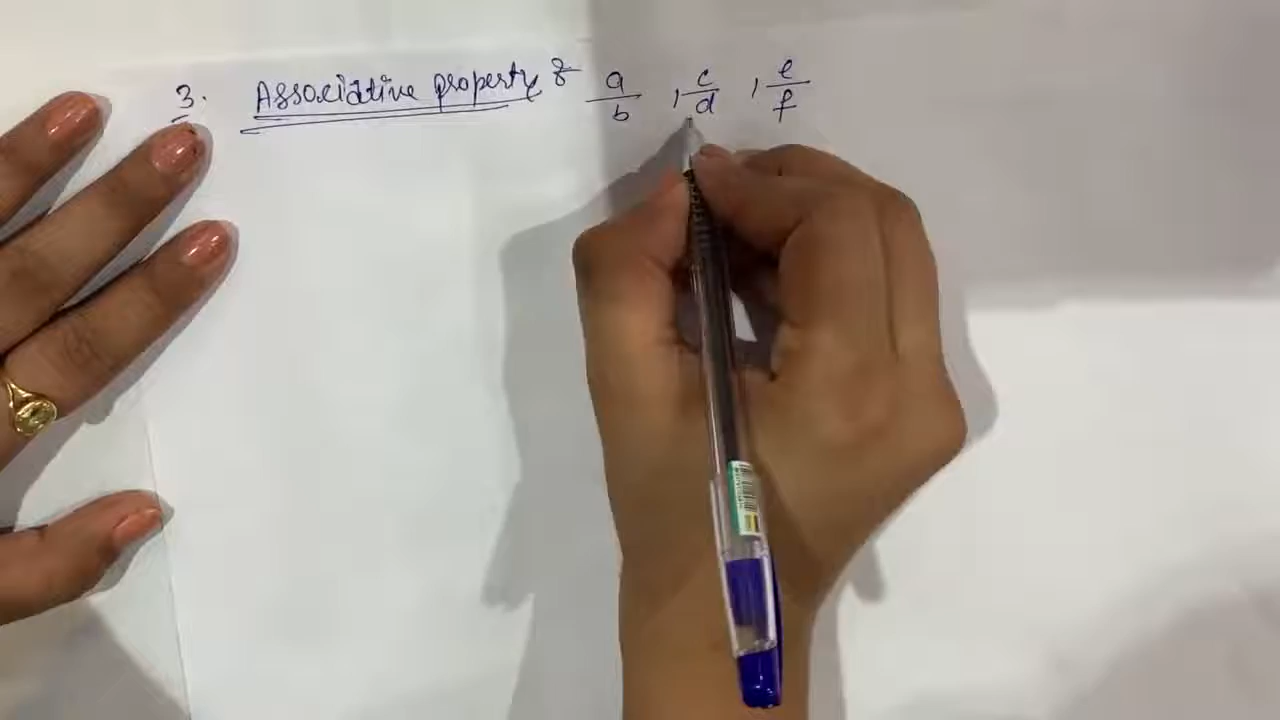 3. Associative property :- a/b , c/d , e/f